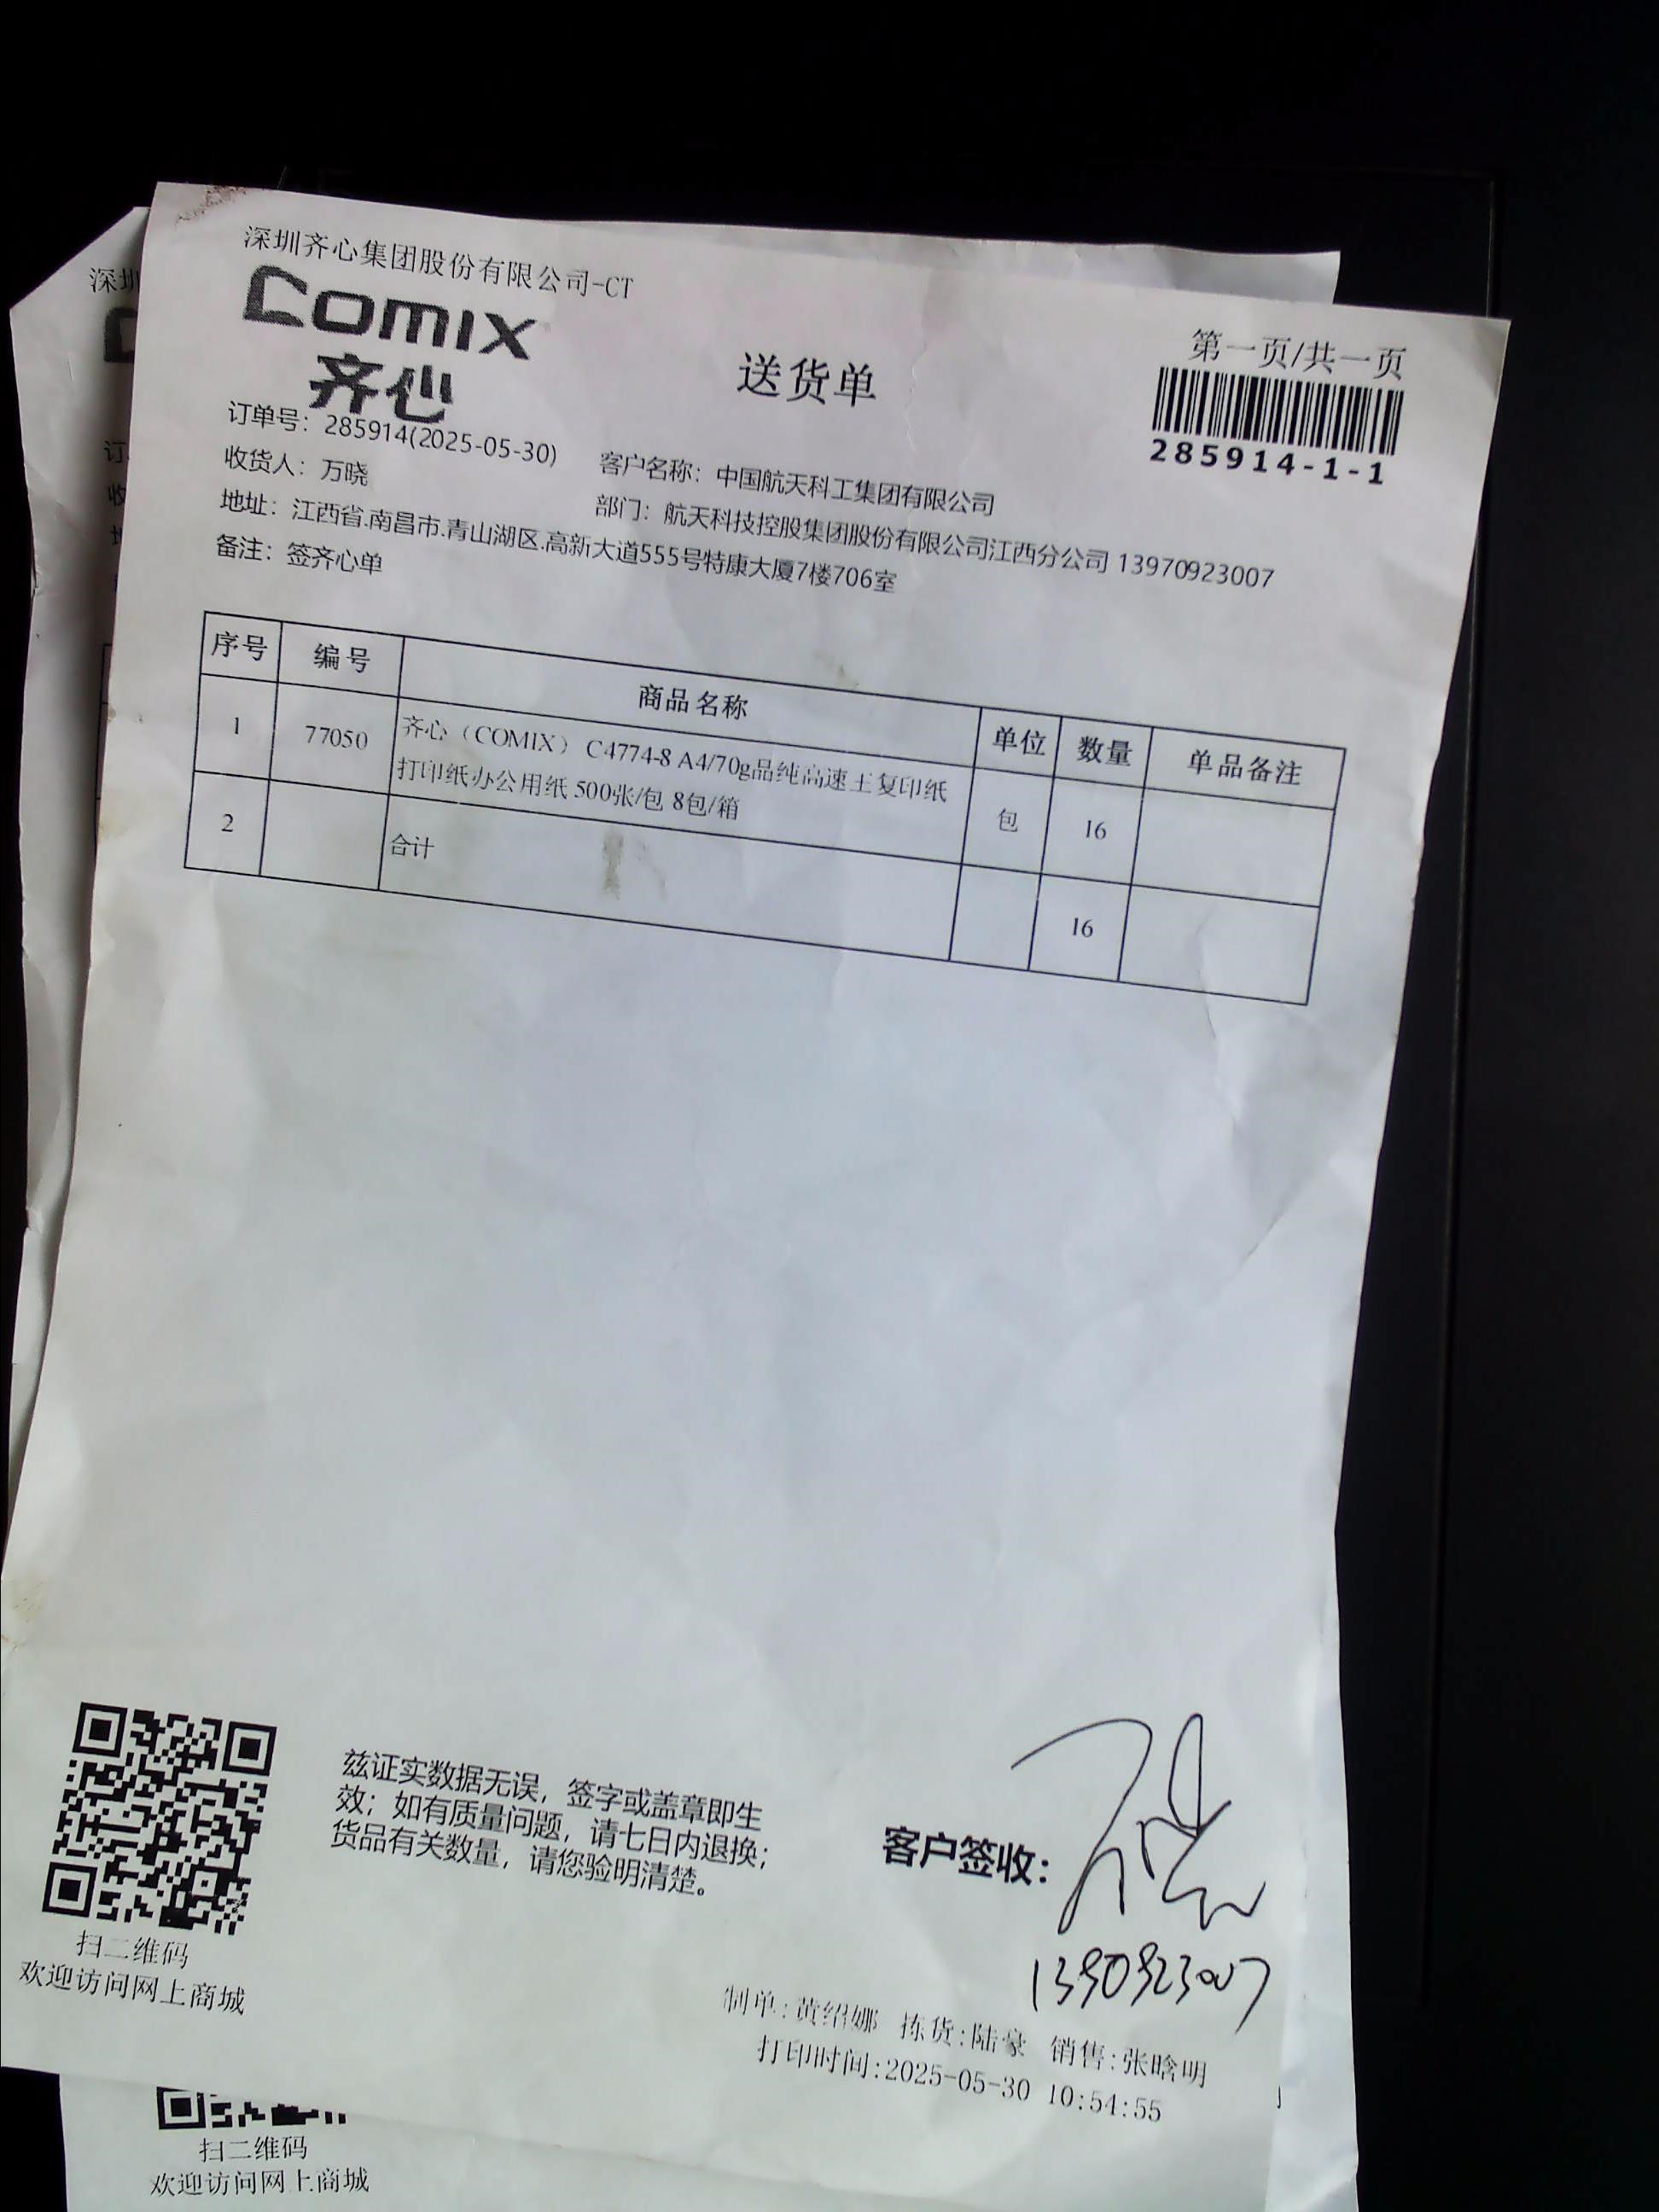 深圳齐心集团股份有限公司-CT
comix
齐心
送货单
第一页/共一页
285914-1-1
订单号：285914(2025-05-30)
收货人：万晓
客户名称：中国航天科工集团有限公司
部门：航天科技控股集团股份有限公司江西分公司 13970923007
地址：江西省.南昌市.青山湖区.高新大道555号特康大厦7楼706室
备注：签齐心单
序号 编号 商品名称 单位 数量 单品备注
1 77050 齐心（COMIX） C4774-8 A4/70g品纯高速王复印纸
打印纸办公用纸 500张/包 8包/箱 包 16
2 合计 16
兹证实数据无误，签字或盖章即生
效；如有质量问题，请七日内退换；
货品有关数量，请您验明清楚。
客户签收：
扫二维码
欢迎访问网上商城
制单:黄绍娜 拣货:陆豪 销售:张晗明
打印时间:2025-05-30 10:54:55
扫二维码
欢迎访问网上商城
深圳